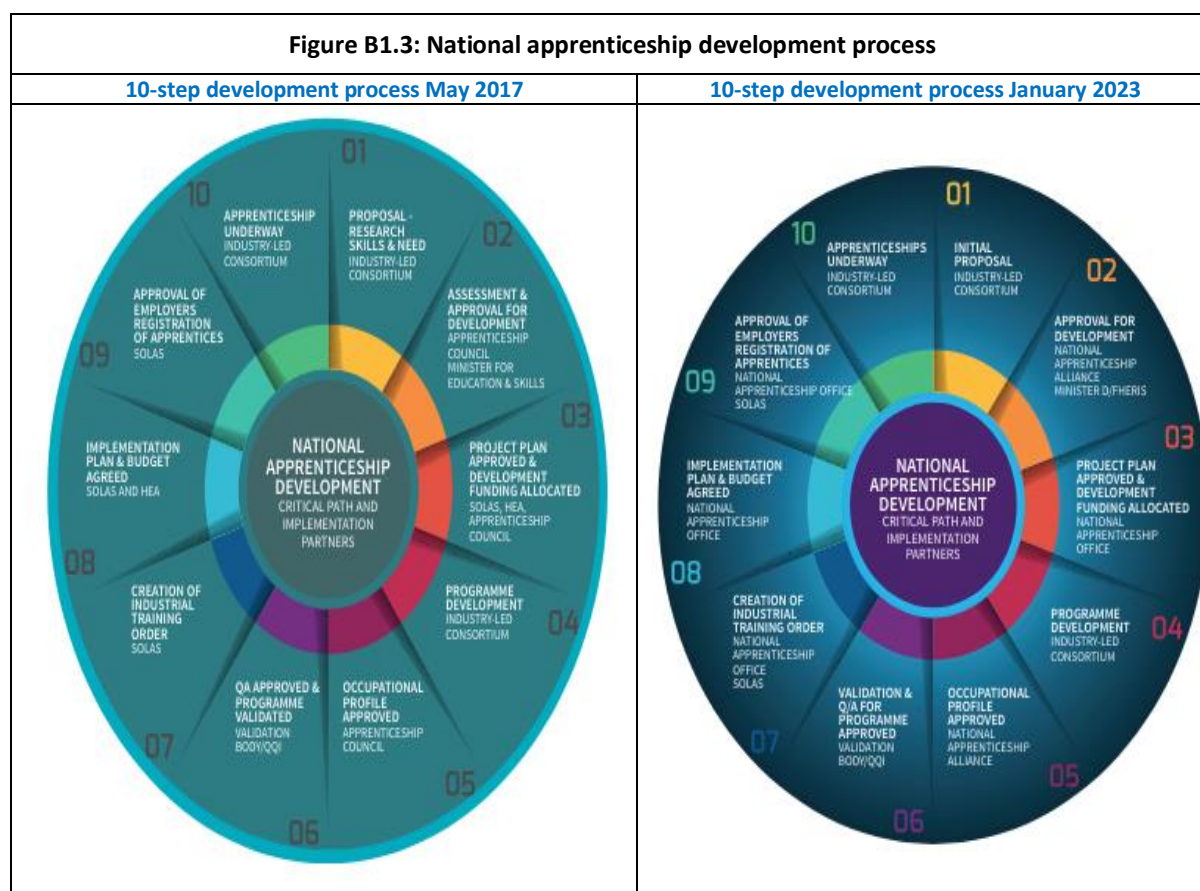 Figure B1.3: National apprenticeship development process
10-step development process May 2017
01
PROPOSAL -
RESEARCH
SKILLS & NEED
INDUSTRY-LED
CONSORTIUM
02
ASSESSMENT &
APPROVAL FOR
DEVELOPMENT
APPRENTICESHIP
COUNCIL
MINISTER FOR
EDUCATION & SKILLS
03
PROJECT PLAN
APPROVED &
DEVELOPMENT
FUNDING ALLOCATED
SOLAS, HEA,
APPRENTICESHIP
COUNCIL
04
PROGRAMME
DEVELOPMENT
INDUSTRY-LED
CONSORTIUM
05
OCCUPATIONAL
PROFILE
APPROVED
APPRENTICESHIP
COUNCIL
06
QA APPROVED &
PROGRAMME
VALIDATED
VALIDATION
BODY/QQI
07
CREATION OF
INDUSTRIAL
TRAINING
ORDER
SOLAS
08
IMPLEMENTATION
PLAN & BUDGET
AGREED
SOLAS AND HEA
09
APPROVAL OF
EMPLOYERS
REGISTRATION
OF APPRENTICES
SOLAS
10
APPRENTICESHIP
UNDERWAY
INDUSTRY-LED
CONSORTIUM
NATIONAL
APPRENTICESHIP
DEVELOPMENT
CRITICAL PATH AND
IMPLEMENTATION
PARTNERS
10-step development process January 2023
01
INITIAL
PROPOSAL
INDUSTRY-LED
CONSORTIUM
02
APPROVAL FOR
DEVELOPMENT
NATIONAL
APPRENTICESHIP
ALLIANCE
MINISTER D/FHERIS
03
PROJECT PLAN
APPROVED &
DEVELOPMENT
FUNDING ALLOCATED
NATIONAL
APPRENTICESHIP
OFFICE
04
PROGRAMME
DEVELOPMENT
INDUSTRY-LED
CONSORTIUM
05
OCCUPATIONAL
PROFILE
APPROVED
NATIONAL
APPRENTICESHIP
ALLIANCE
06
VALIDATION &
Q/A FOR
PROGRAMME
APPROVED
VALIDATION
BODY/QQI
07
CREATION OF
INDUSTRIAL
TRAINING ORDER
NATIONAL
APPRENTICESHIP
OFFICE
SOLAS
08
IMPLEMENTATION
PLAN & BUDGET
AGREED
NATIONAL
APPRENTICESHIP
OFFICE
09
APPROVAL OF
EMPLOYERS
REGISTRATION OF
APPRENTICES
NATIONAL
APPRENTICESHIP OFFICE
SOLAS
10
APPRENTICESHIPS
UNDERWAY
INDUSTRY-LED
CONSORTIUM
NATIONAL
APPRENTICESHIP
DEVELOPMENT
CRITICAL PATH AND
IMPLEMENTATION
PARTNERS